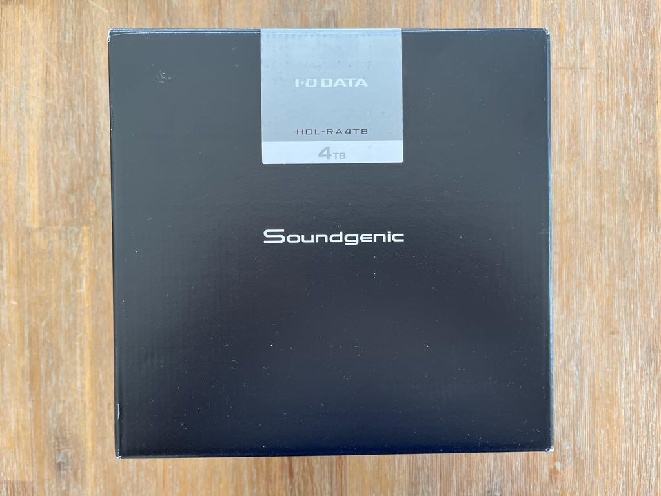 I-O DATA
HDL-RA4TB
4TB
Soundgenic